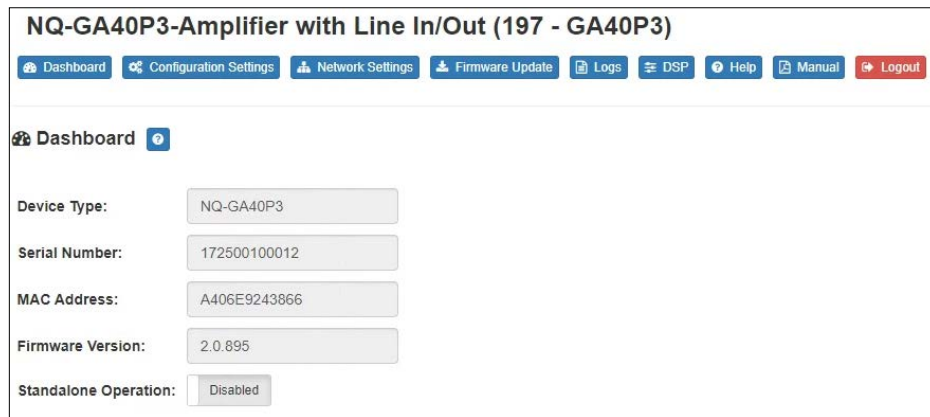 NQ-GA40P3-Amplifier with Line In/Out (197 - GA40P3)
Dashboard Configuration Settings Network Settings Firmware Update Logs DSP Help Manual Logout
Dashboard
Device Type: NQ-GA40P3
Serial Number: 172500100012
MAC Address: A406E9243866
Firmware Version: 2.0.895
Standalone Operation: Disabled